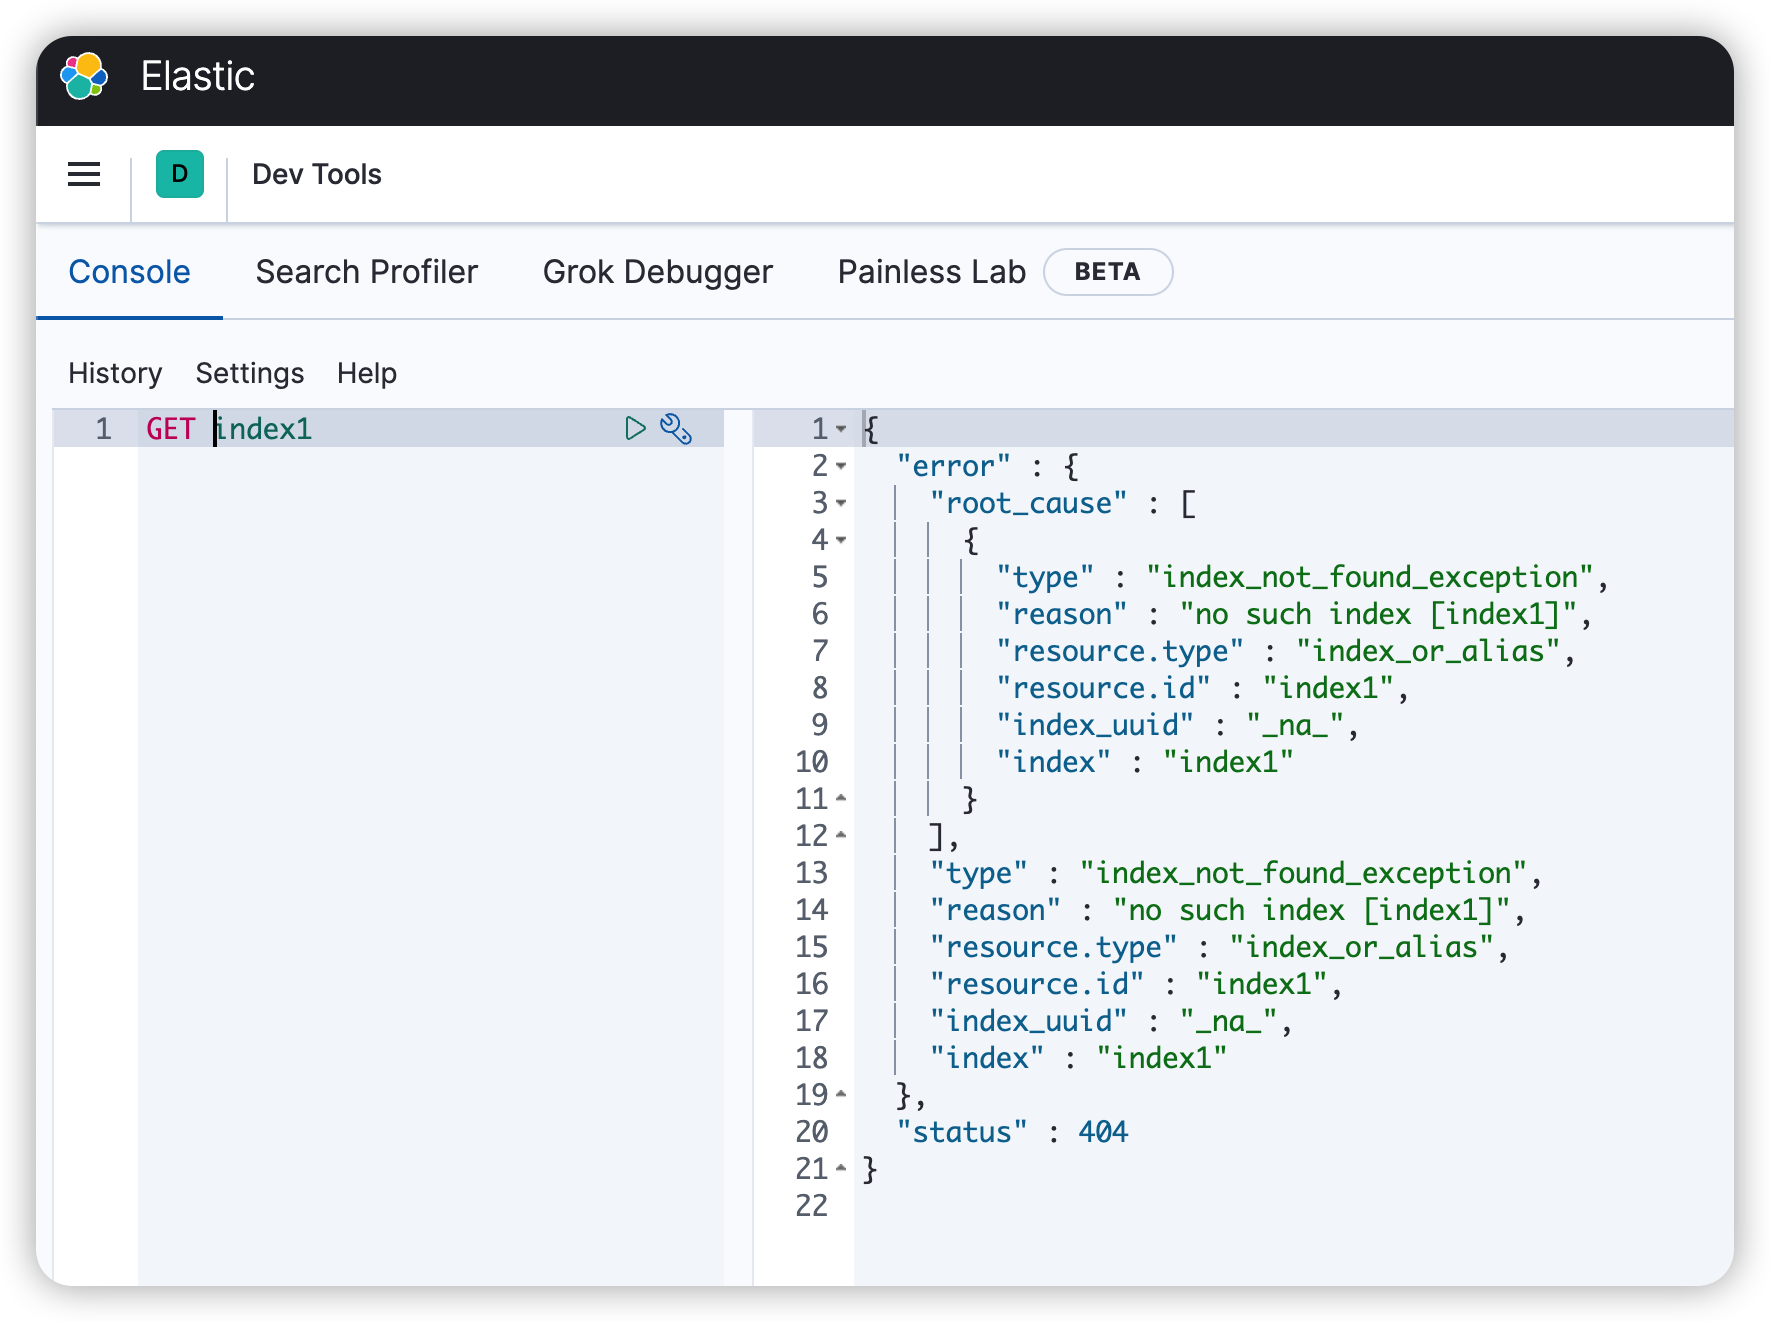 Elastic
D
Dev Tools
Console Search Profiler Grok Debugger Painless Lab BETA
History Settings Help
1 GET index1
1 {
2 "error" : {
3 "root_cause" : [
4 {
5 "type" : "index_not_found_exception",
6 "reason" : "no such index [index1]",
7 "resource.type" : "index_or_alias",
8 "resource.id" : "index1",
9 "index_uuid" : "_na_",
10 "index" : "index1"
11 }
12 ],
13 "type" : "index_not_found_exception",
14 "reason" : "no such index [index1]",
15 "resource.type" : "index_or_alias",
16 "resource.id" : "index1",
17 "index_uuid" : "_na_",
18 "index" : "index1"
19 },
20 "status" : 404
21 }
22